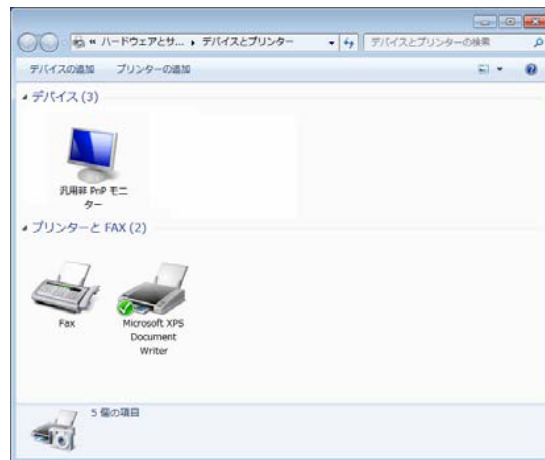 « ハードウェアとサ... ▸ デバイスとプリンター
デバイスとプリンターの検索
デバイスの追加 プリンターの追加
デバイス (3)
汎用非 PnP モニ
ター
プリンターと FAX (2)
Fax
Microsoft XPS
Document
Writer
5 個の項目